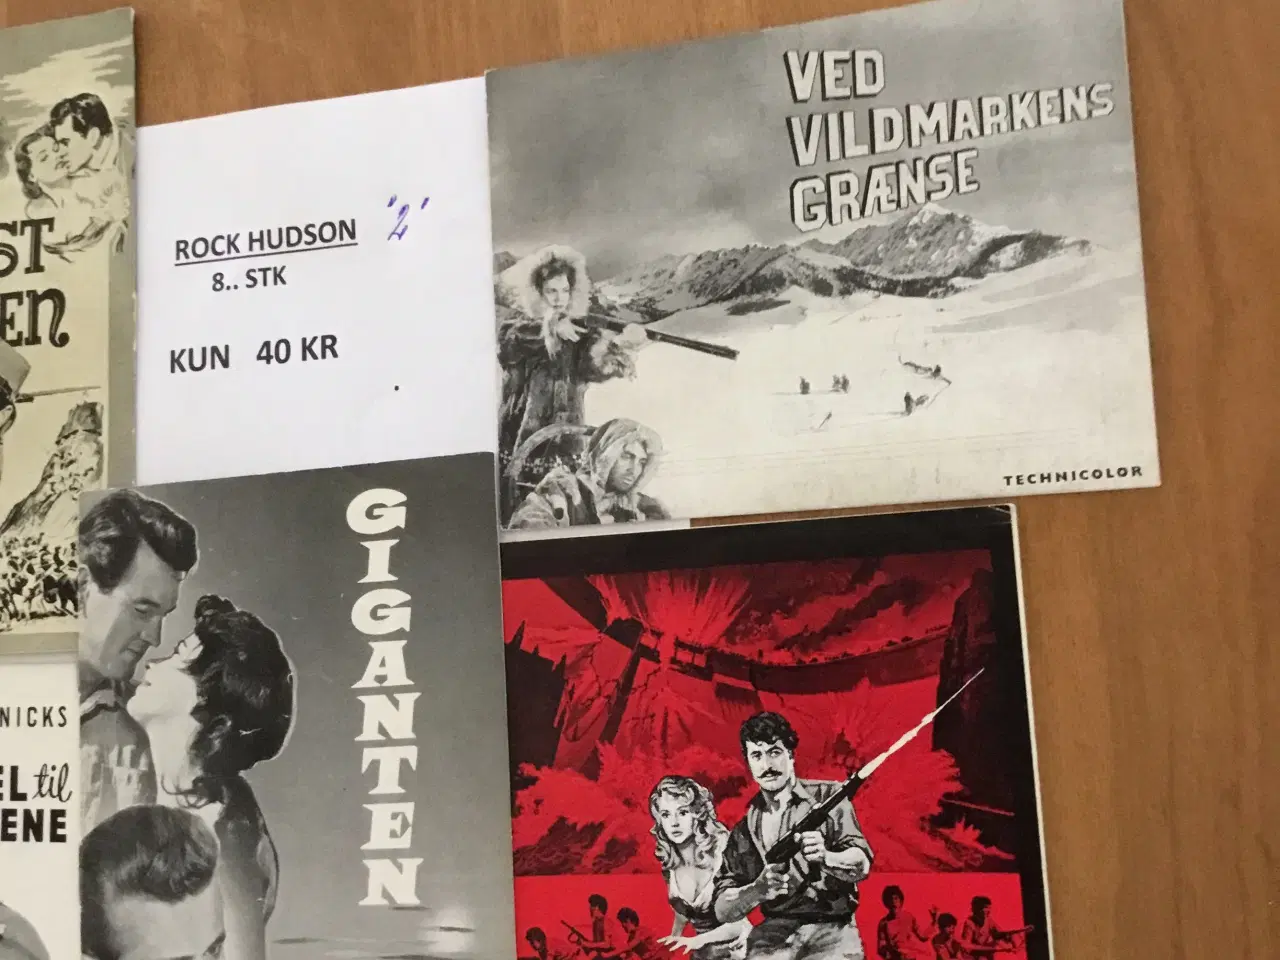 ST
EN
ROCK HUDSON "2"
8.. STK
KUN 40 KR
VED
VILDMARKENS
GRÆNSE
TECHNICOLOR
GIGANTEN
NICKS
EL til
ENE